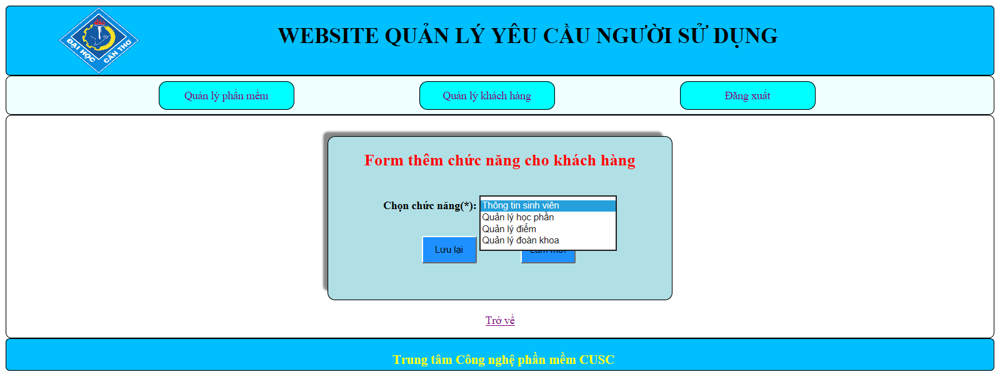 ĐẠI HỌC CẦN THƠ
WEBSITE QUẢN LÝ YÊU CẦU NGƯỜI SỬ DỤNG
Quản lý phần mềm
Quản lý khách hàng
Đăng xuất
Form thêm chức năng cho khách hàng
Chọn chức năng(*):
Thông tin sinh viên
Quản lý học phần
Quản lý điểm
Quản lý đoàn khoa
Lưu lại
Trở về
Trung tâm Công nghệ phần mềm CUSC